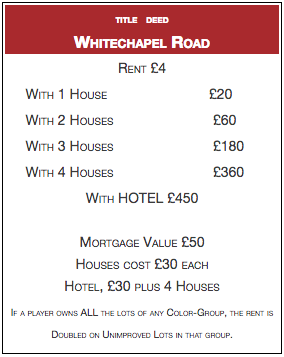 TITLE DEED
WHITECHAPEL ROAD
RENT £4
WITH 1 HOUSE £20
WITH 2 HOUSES £60
WITH 3 HOUSES £180
WITH 4 HOUSES £360
WITH HOTEL £450
MORTGAGE VALUE £50
HOUSES COST £30 EACH
HOTEL, £30 PLUS 4 HOUSES
IF A PLAYER OWNS ALL THE LOTS OF ANY COLOR-GROUP, THE RENT IS
DOUBLED ON UNIMPROVED LOTS IN THAT GROUP.